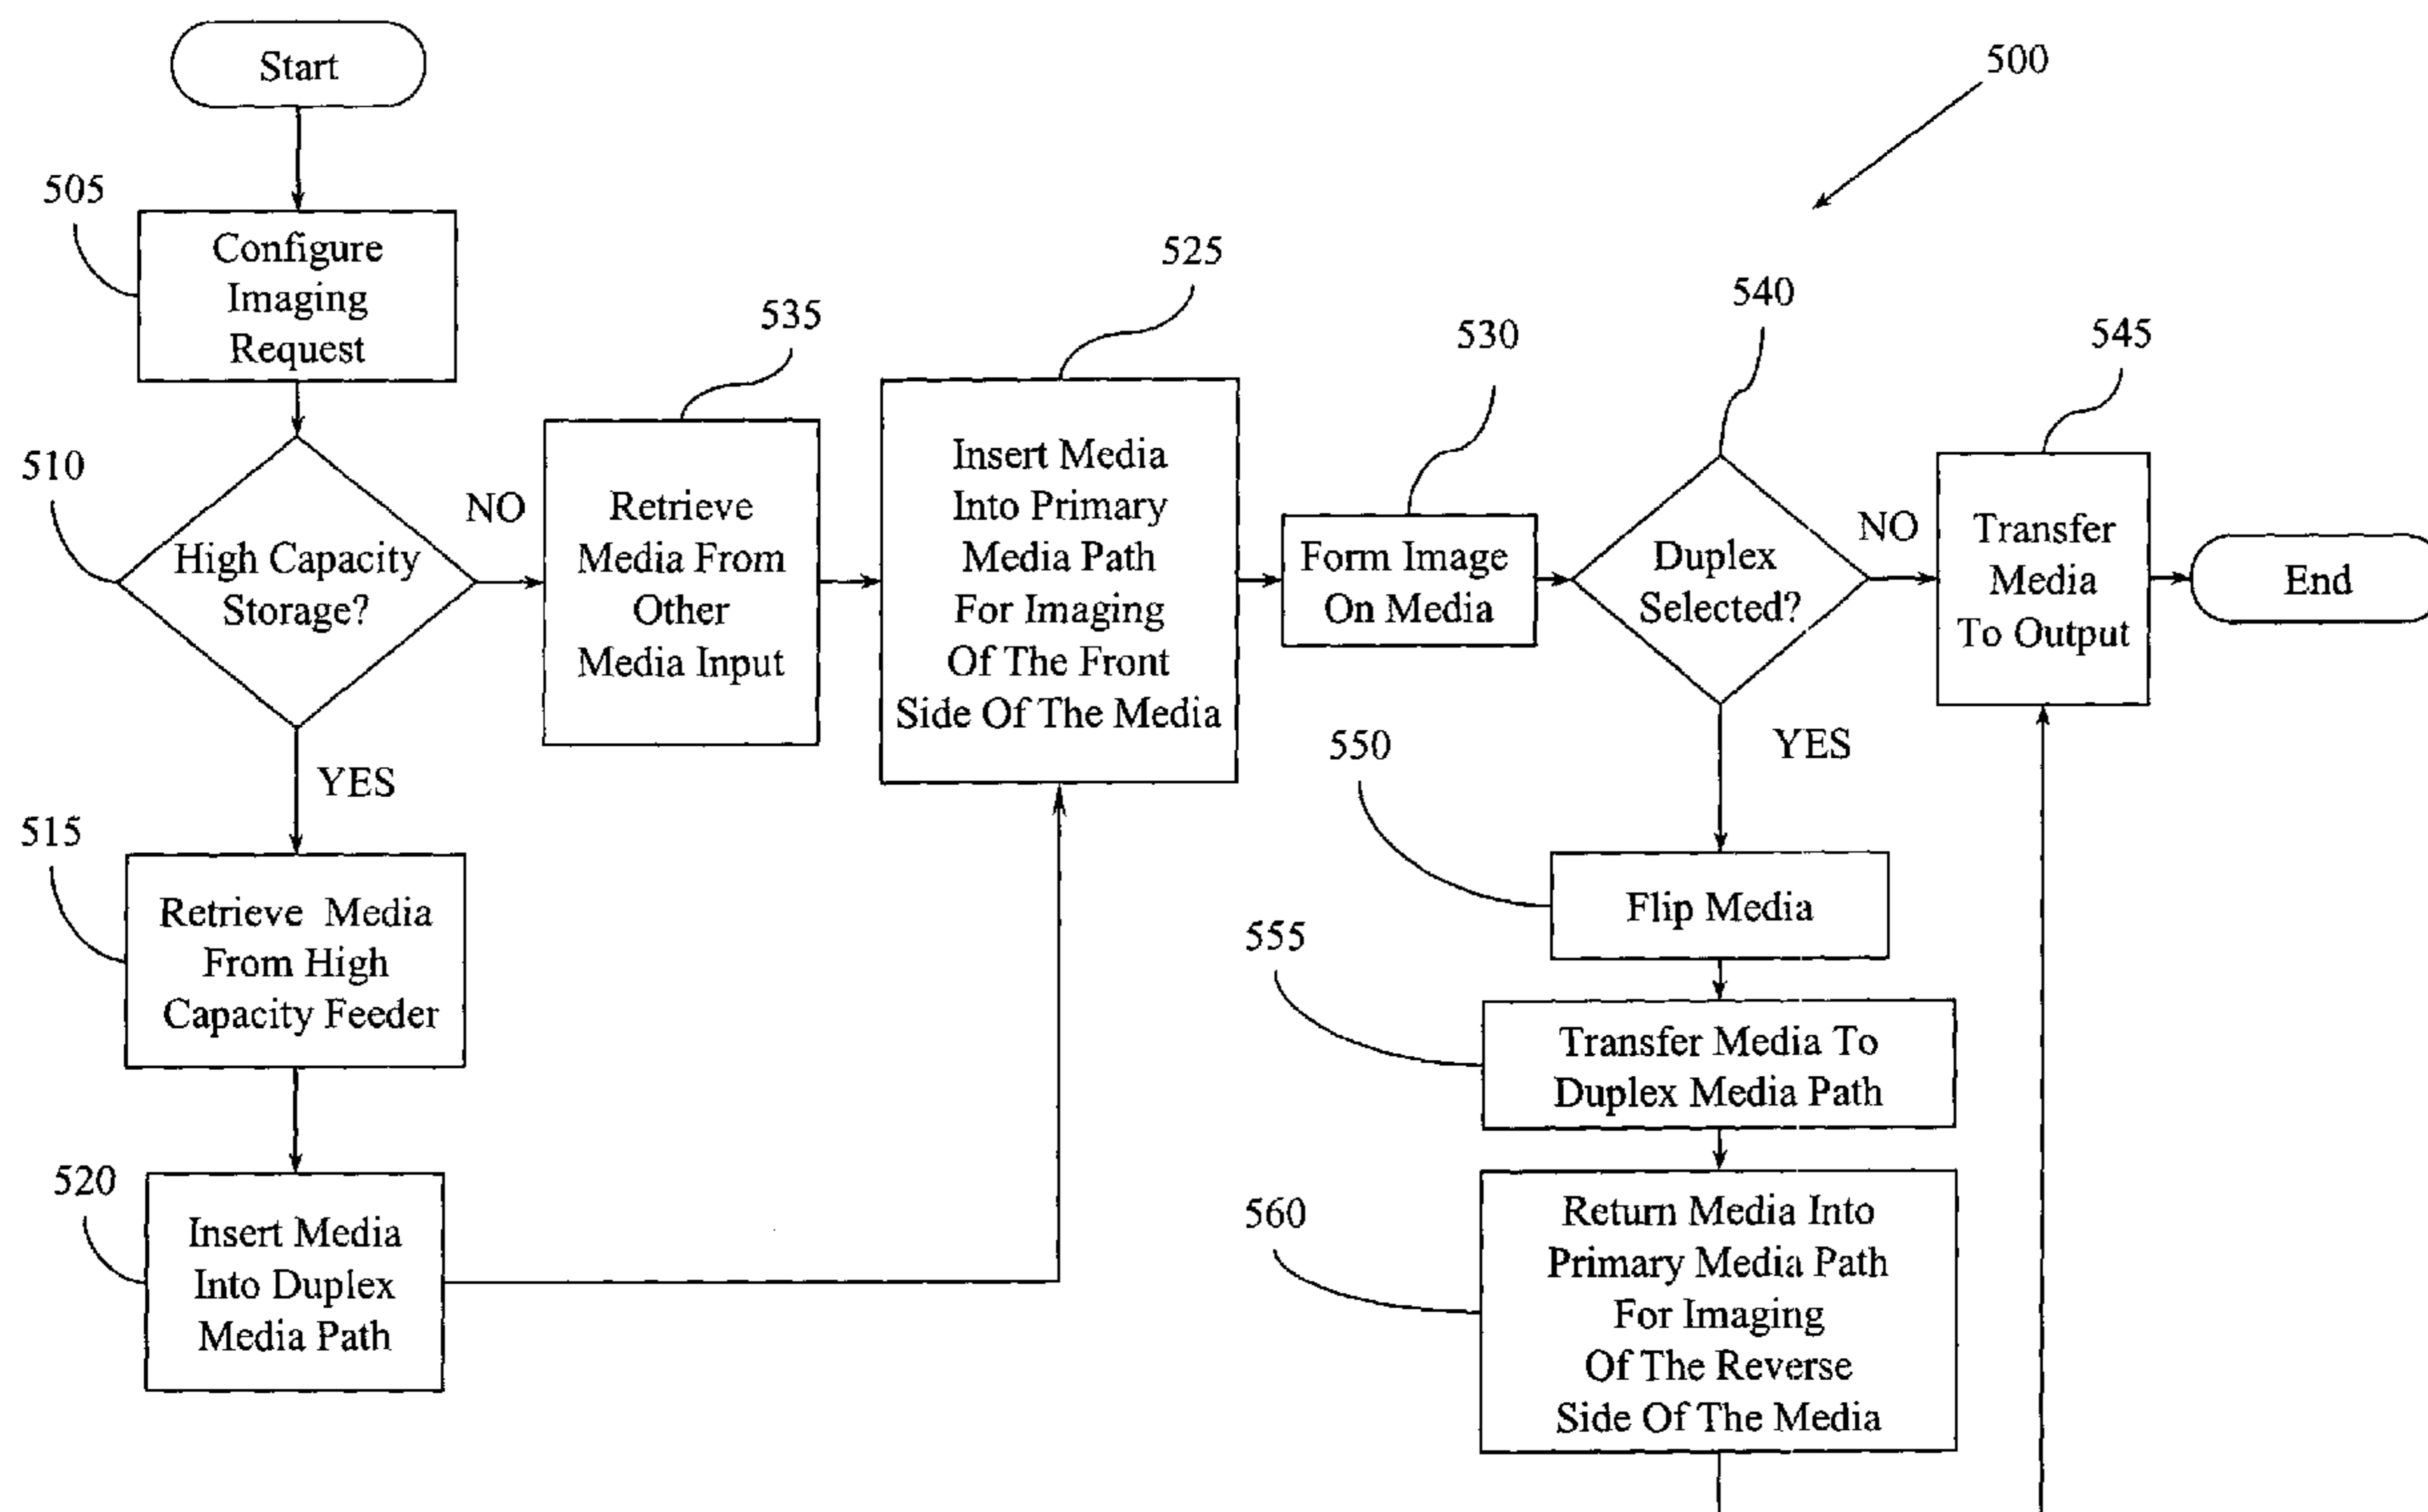 Start
500
505
Configure
Imaging
Request
510
High Capacity
Storage?
NO
YES
515
Retrieve Media
From High
Capacity Feeder
520
Insert Media
Into Duplex
Media Path
535
Retrieve
Media From
Other
Media Input
525
Insert Media
Into Primary
Media Path
For Imaging
Of The Front
Side Of The Media
530
Form Image
On Media
540
Duplex
Selected?
NO
YES
545
Transfer
Media
To Output
End
550
Flip Media
555
Transfer Media To
Duplex Media Path
560
Return Media Into
Primary Media Path
For Imaging
Of The Reverse
Side Of The Media